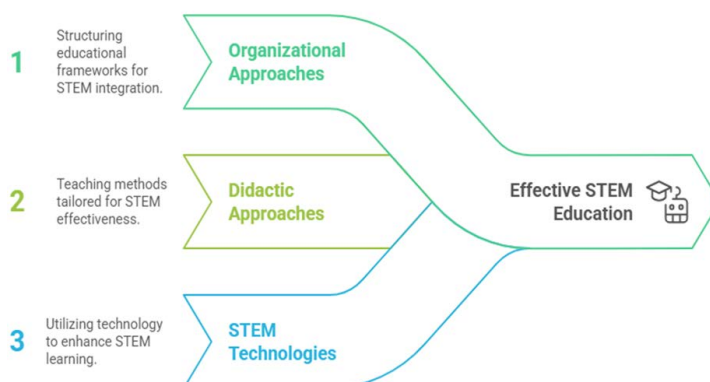 1
Structuring
educational
frameworks for
STEM integration.
Organizational
Approaches
2
Teaching methods
tailored for STEM
effectiveness.
Didactic
Approaches
Effective STEM
Education
3
Utilizing technology
to enhance STEM
learning.
STEM
Technologies